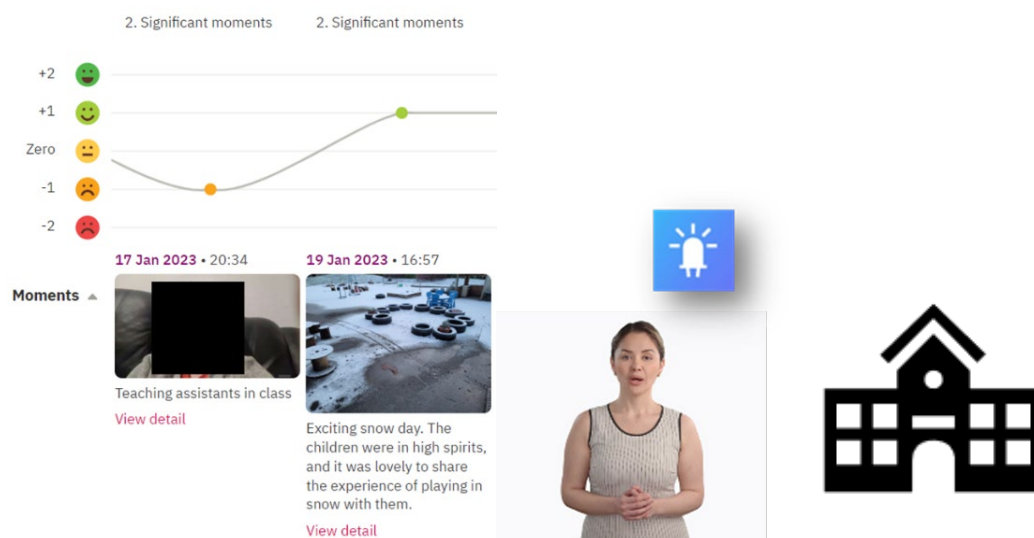 2. Significant moments
2. Significant moments
+2
+1
Zero
-1
-2
17 Jan 2023 • 20:34
19 Jan 2023 • 16:57
Moments
Teaching assistants in class
View detail
Exciting snow day. The
children were in high spirits,
and it was lovely to share
the experience of playing in
snow with them.
View detail